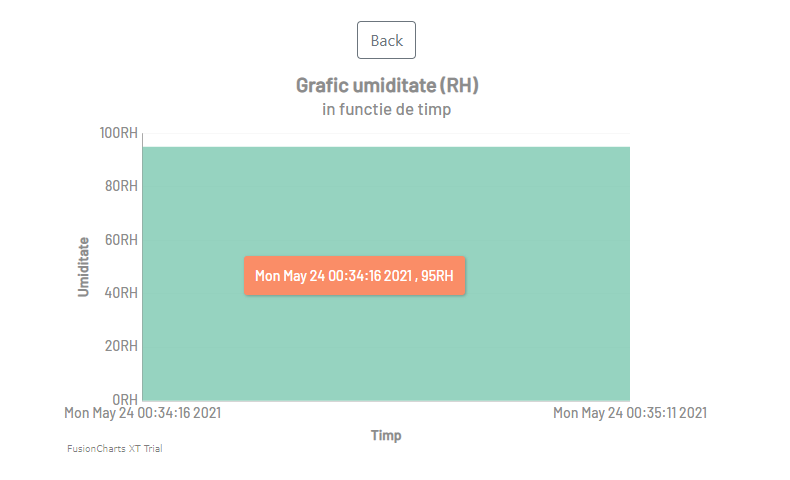 Back
Grafic umiditate (RH)
in functie de timp
100RH
80RH
60RH
40RH
20RH
0RH
Umiditate
Mon May 24 00:34:16 2021 , 95RH
Mon May 24 00:34:16 2021
Mon May 24 00:35:11 2021
Timp
FusionCharts XT Trial